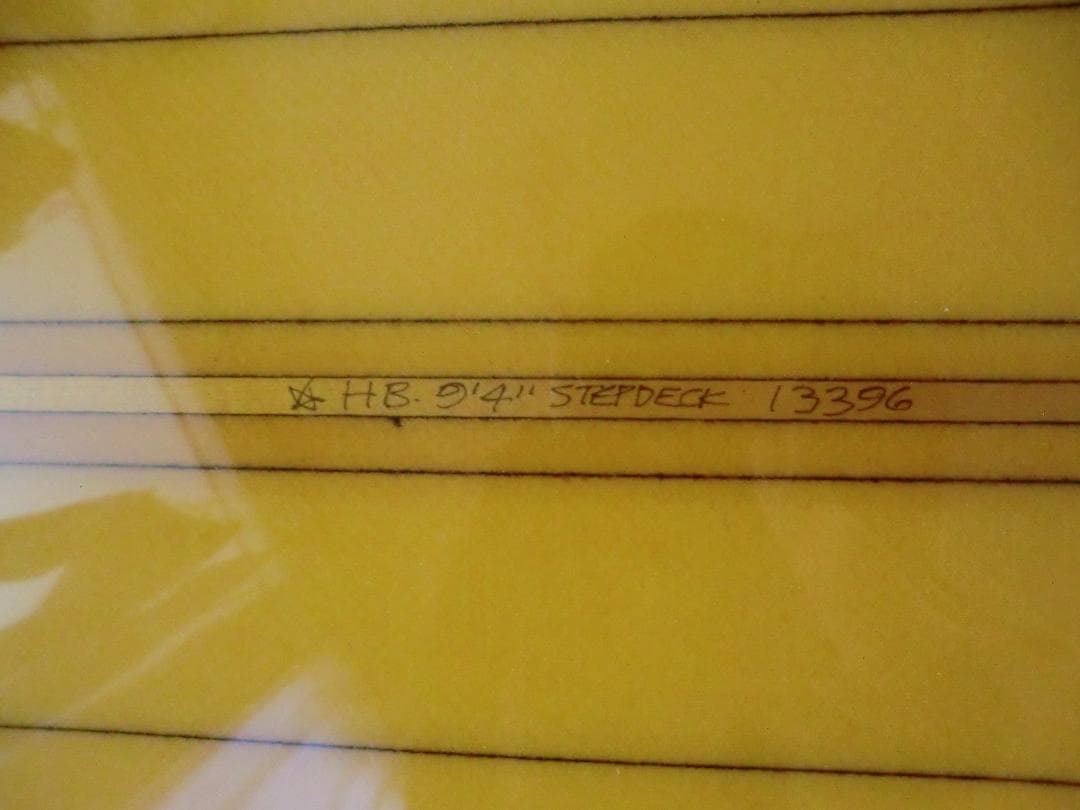 ☆ HB. 9'4" STEPDECK 13396